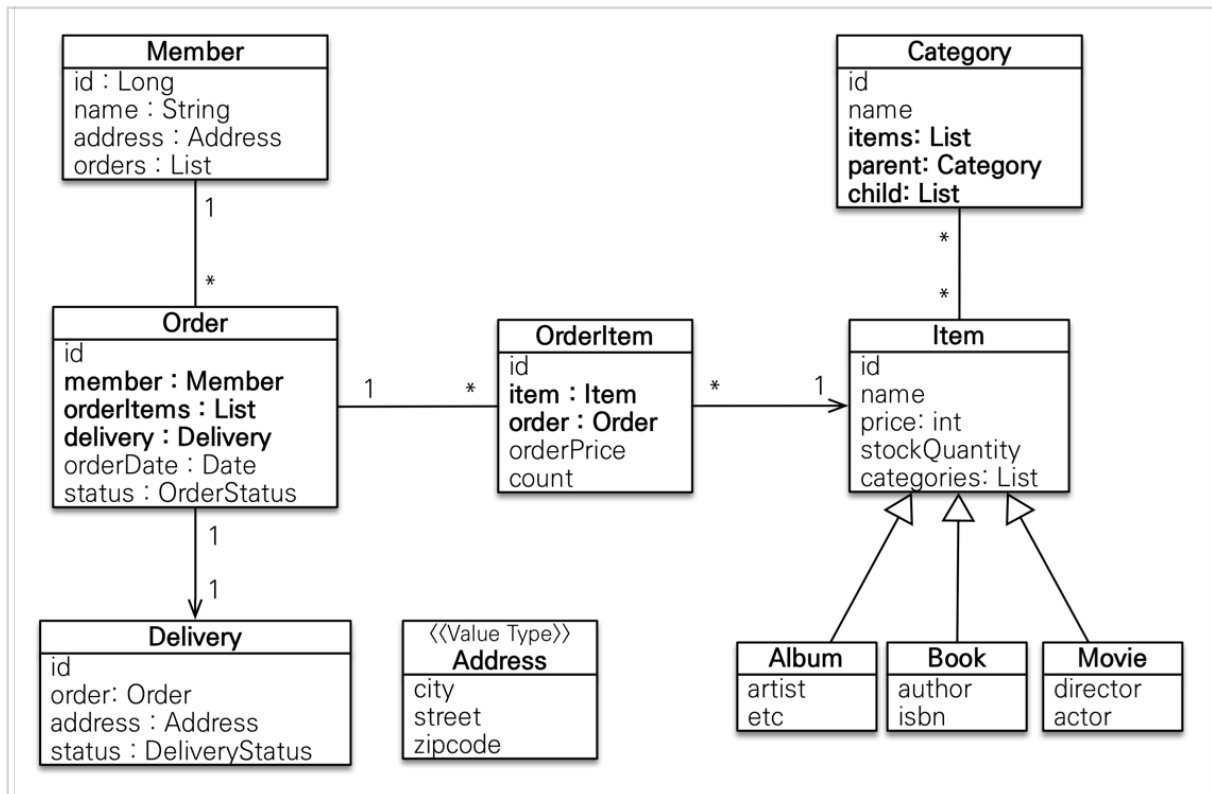 Member
id : Long
name : String
address : Address
orders : List
Category
id
name
items: List
parent: Category
child: List
1
*
*
*
Order
id
member : Member
orderItems : List
delivery : Delivery
orderDate : Date
status : OrderStatus
1
*
OrderItem
id
item : Item
order : Order
orderPrice
count
*
1
Item
id
name
price: int
stockQuantity
categories: List
1
1
Delivery
id
order: Order
address : Address
status : DeliveryStatus
《Value Type》
Address
city
street
zipcode
Album
artist
etc
Book
author
isbn
Movie
director
actor